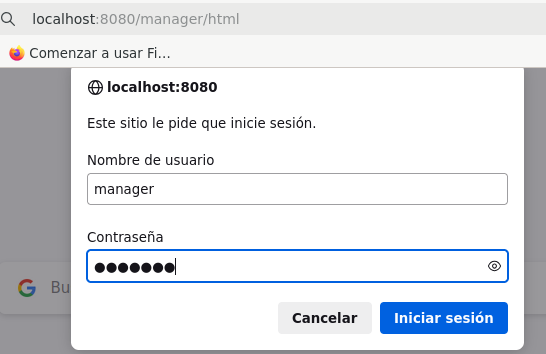 localhost:8080/manager/html
Comenzar a usar Fi...
localhost:8080
Este sitio le pide que inicie sesión.
Nombre de usuario
manager
Contraseña
●●●●●●●
Bu
Cancelar Iniciar sesión